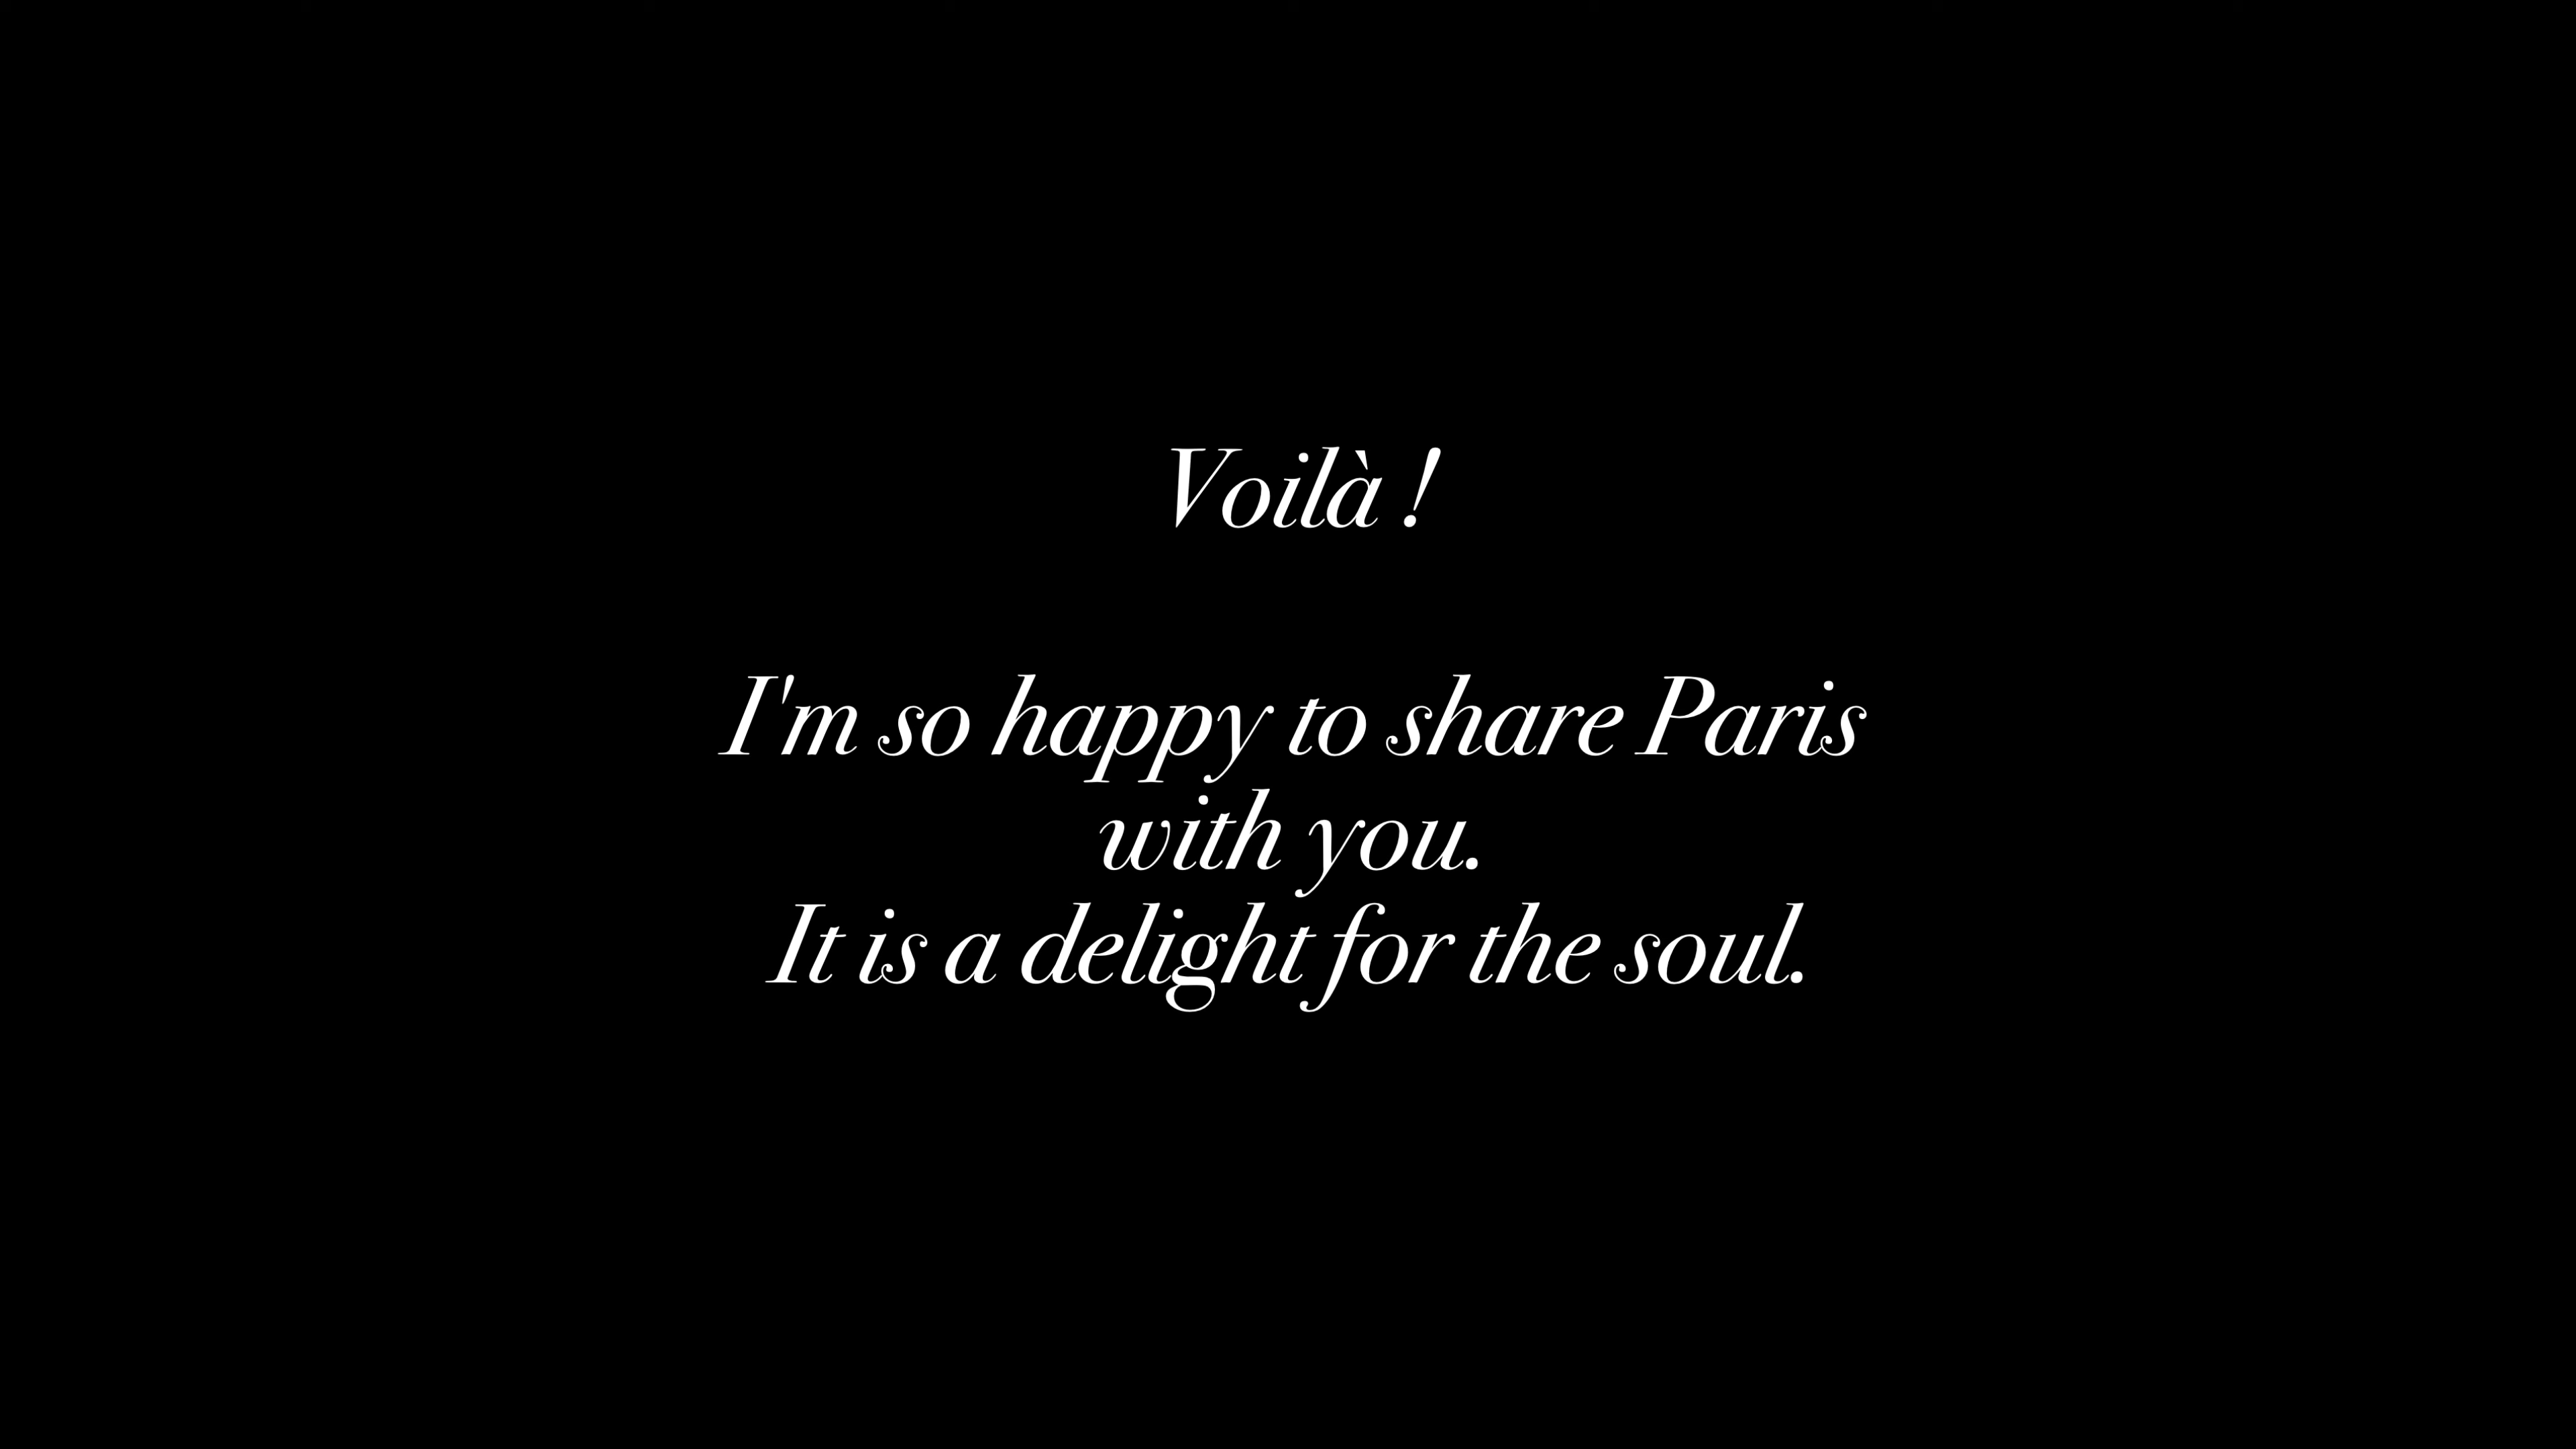 Voilà !
I'm so happy to share Paris
with you.
It is a delight for the soul.